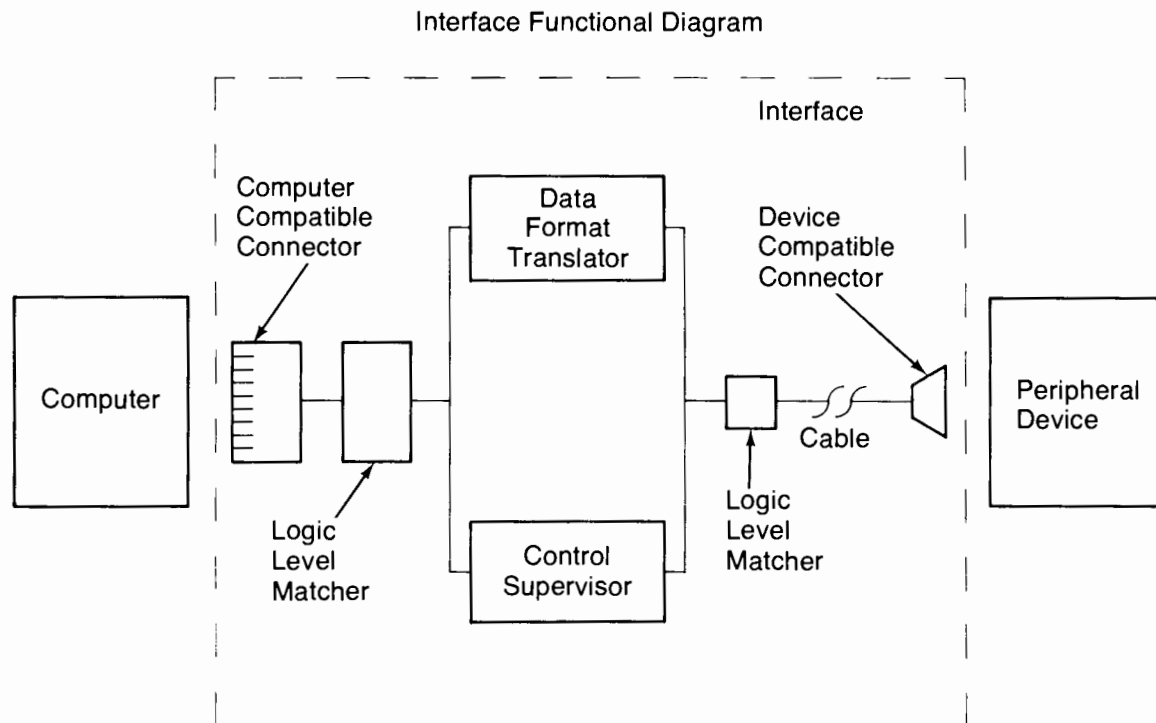 Interface Functional Diagram
Interface
Computer
Compatible
Connector
Data
Format
Translator
Device
Compatible
Connector
Computer
Peripheral
Device
Cable
Logic
Level
Matcher
Control
Supervisor
Logic
Level
Matcher